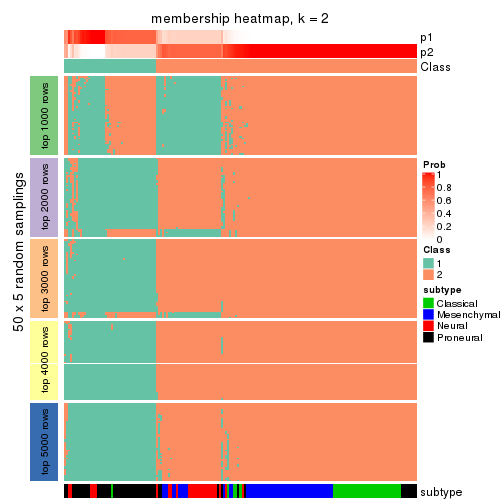 membership heatmap, k = 2
p1
p2
Class
50 x 5 random samplings
top 1000 rows
top 2000 rows
top 3000 rows
top 4000 rows
top 5000 rows
Prob
1
0.8
0.6
0.4
0.2
0
Class
1
2
subtype
Classical
Mesenchymal
Neural
Proneural
subtype